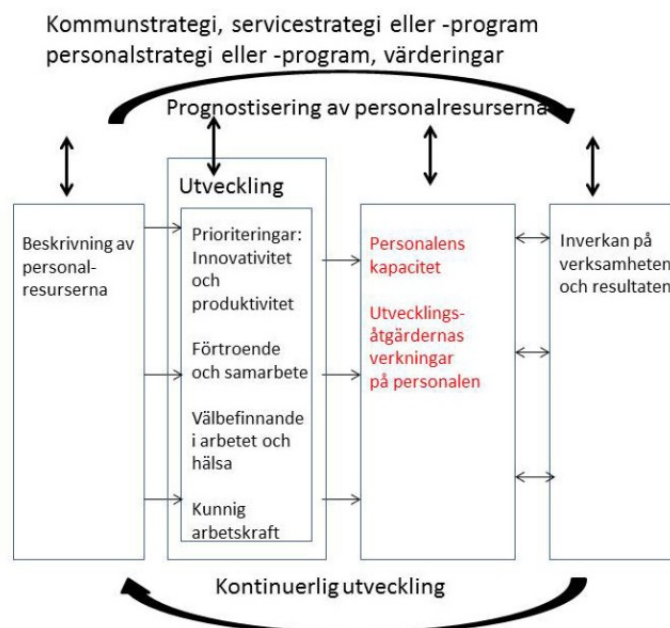 Kommunstrategi, servicestrategi eller -program
personalstrategi eller -program, värderingar
Prognostisering av personalresurserna
Beskrivning av
personal-
resurserna
Utveckling
Prioriteringar:
Innovativitet
och
produktivitet
Förtroende
och samarbete
Välbefinnande
i arbetet och
hälsa
Kunnig
arbetskraft
Personalens
kapacitet
Utvecklings-
åtgärdernas
verkningar
på personalen
Inverkan på
verksamheten
och resultaten
Kontinuerlig utveckling